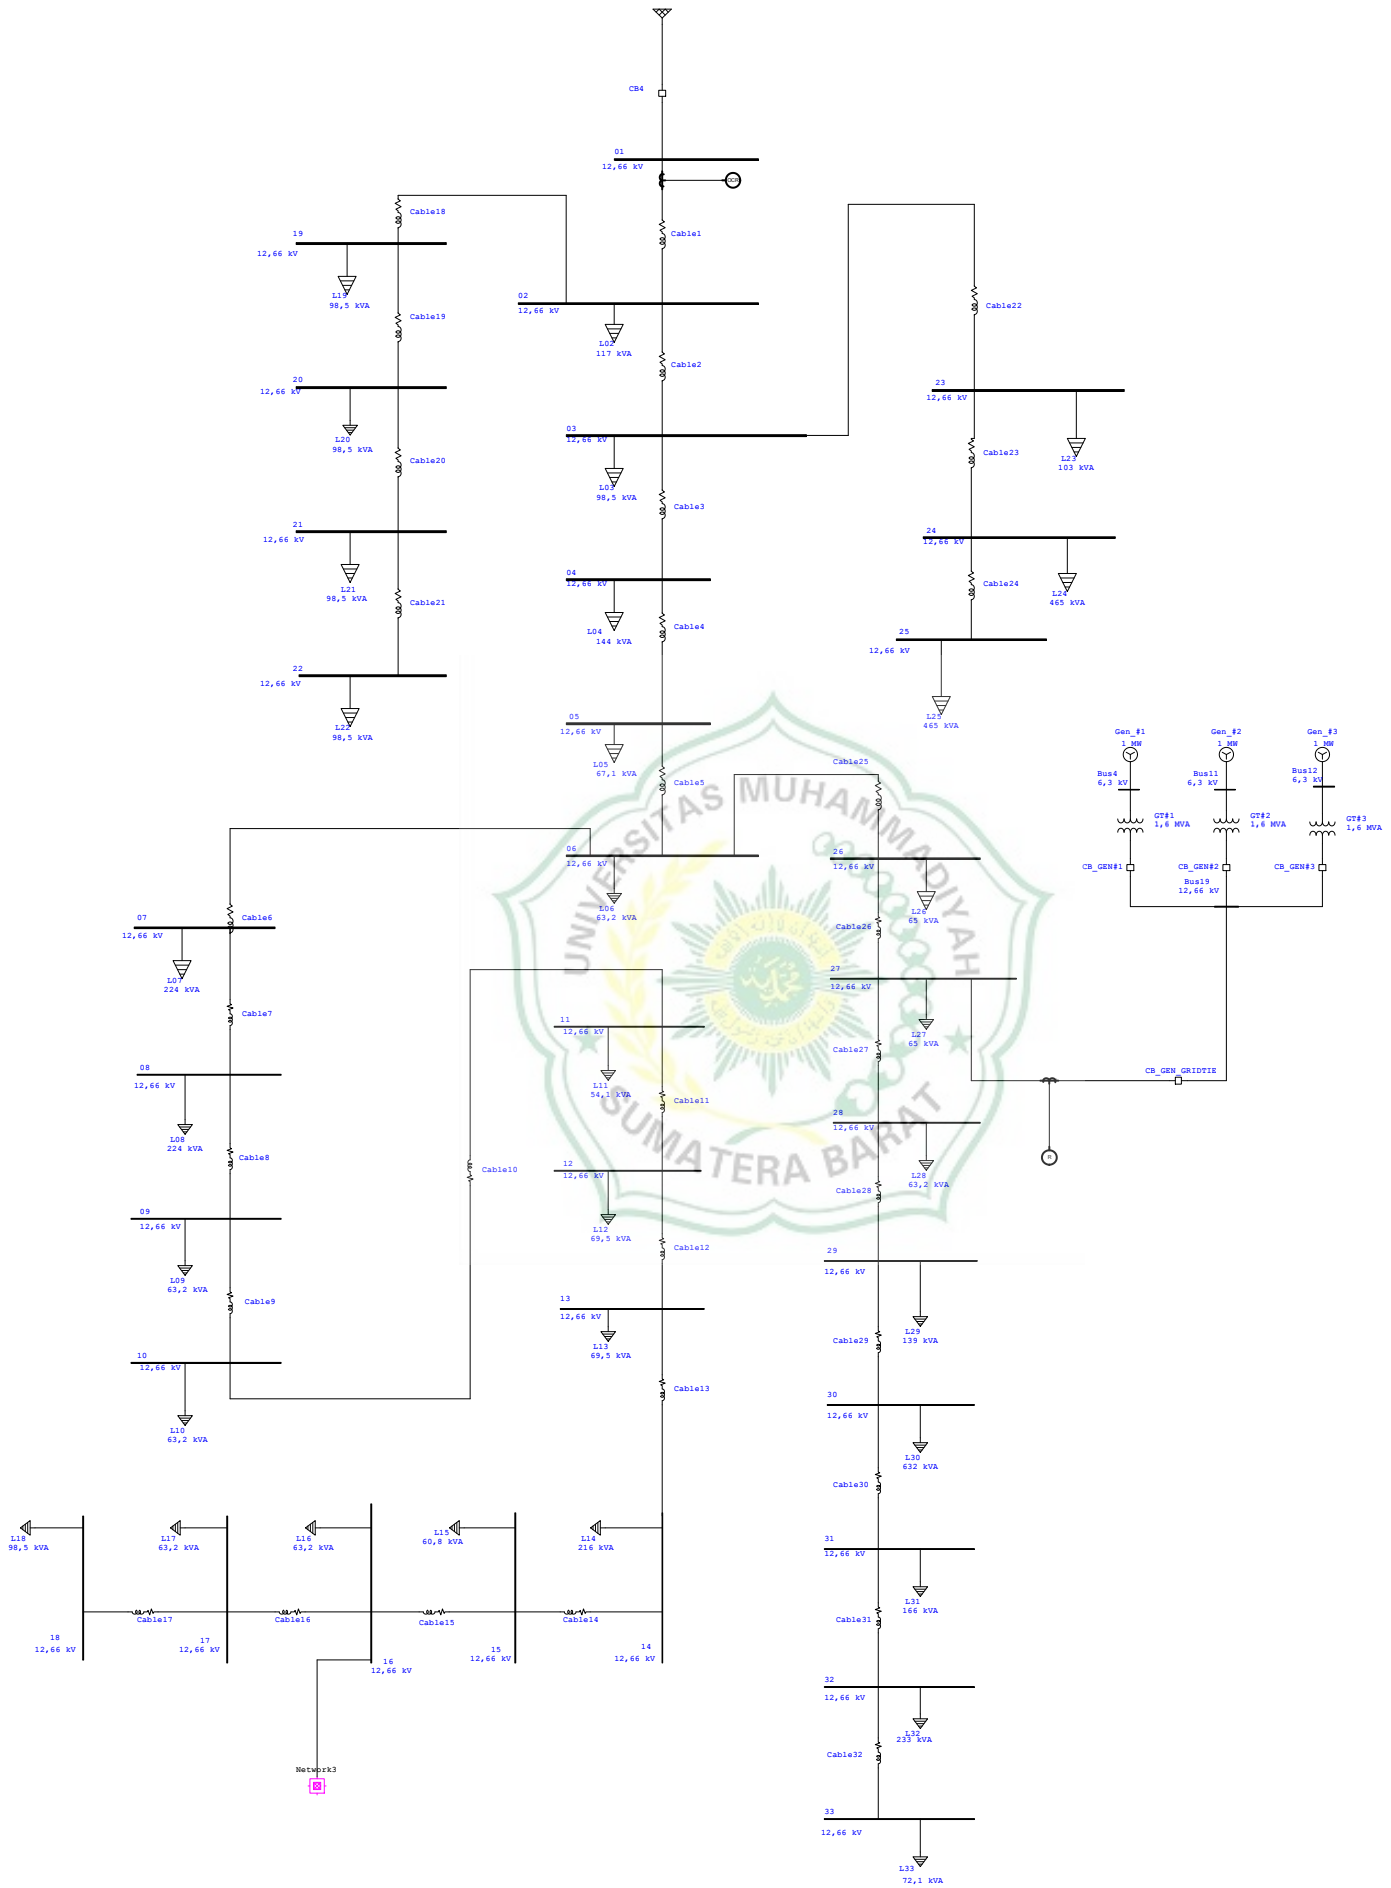 CB4
01
12,66 kV
OCR
Cable18
Cable1
19
12,66 kV
L19
98,5 kVA
02
12,66 kV
L02
117 kVA
Cable22
Cable19
Cable2
20
12,66 kV
L20
98,5 kVA
23
12,66 kV
L23
103 kVA
03
12,66 kV
L03
98,5 kVA
Cable20
Cable23
Cable3
21
12,66 kV
L21
98,5 kVA
24
12,66 kV
L24
465 kVA
04
12,66 kV
L04
144 kVA
Cable24
Cable21
Cable4
25
12,66 kV
L25
465 kVA
22
12,66 kV
L22
98,5 kVA
05
12,66 kV
L05
67,1 kVA
Cable5
Cable25
Gen_#1
1 MW
Gen_#2
1 MW
Gen_#3
1 MW
Bus4
6,3 kV
Bus11
6,3 kV
Bus12
6,3 kV
GT#1
1,6 MVA
GT#2
1,6 MVA
GT#3
1,6 MVA
CB_GEN#1
CB_GEN#2
CB_GEN#3
Bus19
12,66 kV
UNIVERSITAS MUHAMMADIYAH
SUMATERA BARAT
06
12,66 kV
L06
63,2 kVA
26
12,66 kV
L26
65 kVA
Cable6
07
12,66 kV
L07
224 kVA
Cable26
27
12,66 kV
L27
65 kVA
Cable7
11
12,66 kV
L11
54,1 kVA
Cable27
CB_GEN_GRIDTIE
R
08
12,66 kV
L08
224 kVA
Cable11
28
12,66 kV
L28
63,2 kVA
Cable8
Cable10
12
12,66 kV
L12
69,5 kVA
Cable28
09
12,66 kV
L09
63,2 kVA
Cable12
29
12,66 kV
L29
139 kVA
Cable9
13
12,66 kV
L13
69,5 kVA
Cable29
10
12,66 kV
L10
63,2 kVA
Cable13
30
12,66 kV
L30
632 kVA
Cable30
L18
98,5 kVA
L17
63,2 kVA
L16
63,2 kVA
L15
60,8 kVA
L14
216 kVA
31
12,66 kV
L31
166 kVA
Cable17
Cable16
Cable15
Cable14
Cable31
18
12,66 kV
17
12,66 kV
16
12,66 kV
15
12,66 kV
14
12,66 kV
32
12,66 kV
L32
233 kVA
Cable32
Network3
33
12,66 kV
L33
72,1 kVA